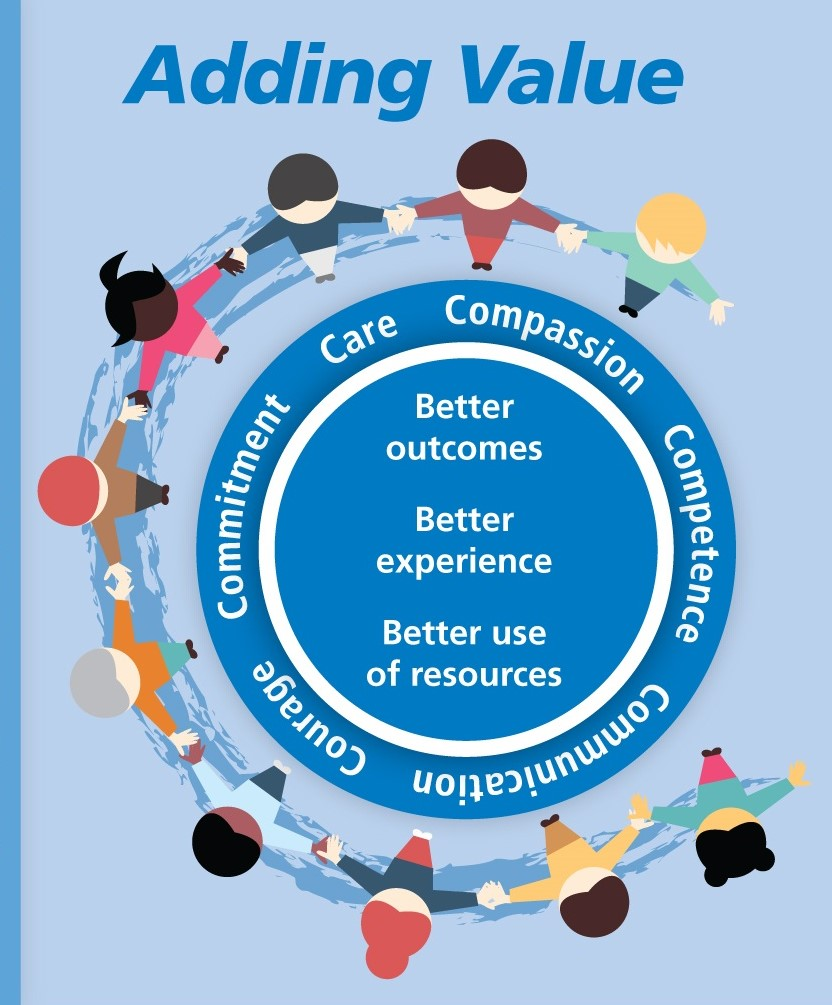 Adding Value
Care
Compassion
Competence
Communication
Courage
Commitment
Better
outcomes
Better
experience
Better use
of resources